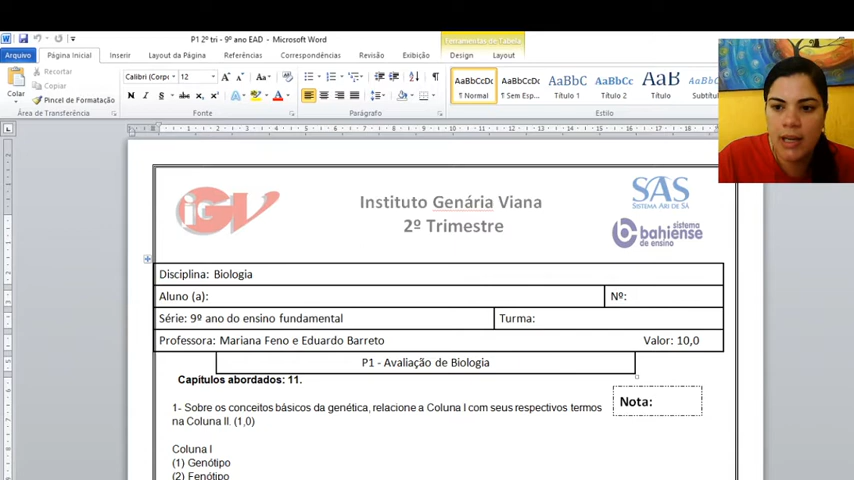 P1 2º tri - 9º ano EAD - Microsoft Word
Ferramentas de Tabela
Arquivo Página Inicial Inserir Layout da Página Referências Correspondências Revisão Exibição Design Layout
Colar
Recortar
Copiar
Pincel de Formatação
Área de Transferência
Calibri (Corpo 12
Fonte
Parágrafo
AaBbCcDc AaBbCcDc AaBbC AaBbCc AaB AaBbCc
¶ Normal ¶ Sem Esp... Título 1 Título 2 Título Subtít
Estilo
iGV
Instituto Genária Viana
2º Trimestre
SAS
SISTEMA ARI DE SÁ
sistema
bahiense
de ensino
Disciplina: Biologia
Aluno (a): Nº:
Série: 9º ano do ensino fundamental Turma:
Professora: Mariana Feno e Eduardo Barreto Valor: 10,0
P1 - Avaliação de Biologia
Capítulos abordados: 11.
Nota:
1- Sobre os conceitos básicos da genética, relacione a Coluna I com seus respectivos termos
na Coluna II. (1,0)
Coluna I
(1) Genótipo
(2) Fenótipo